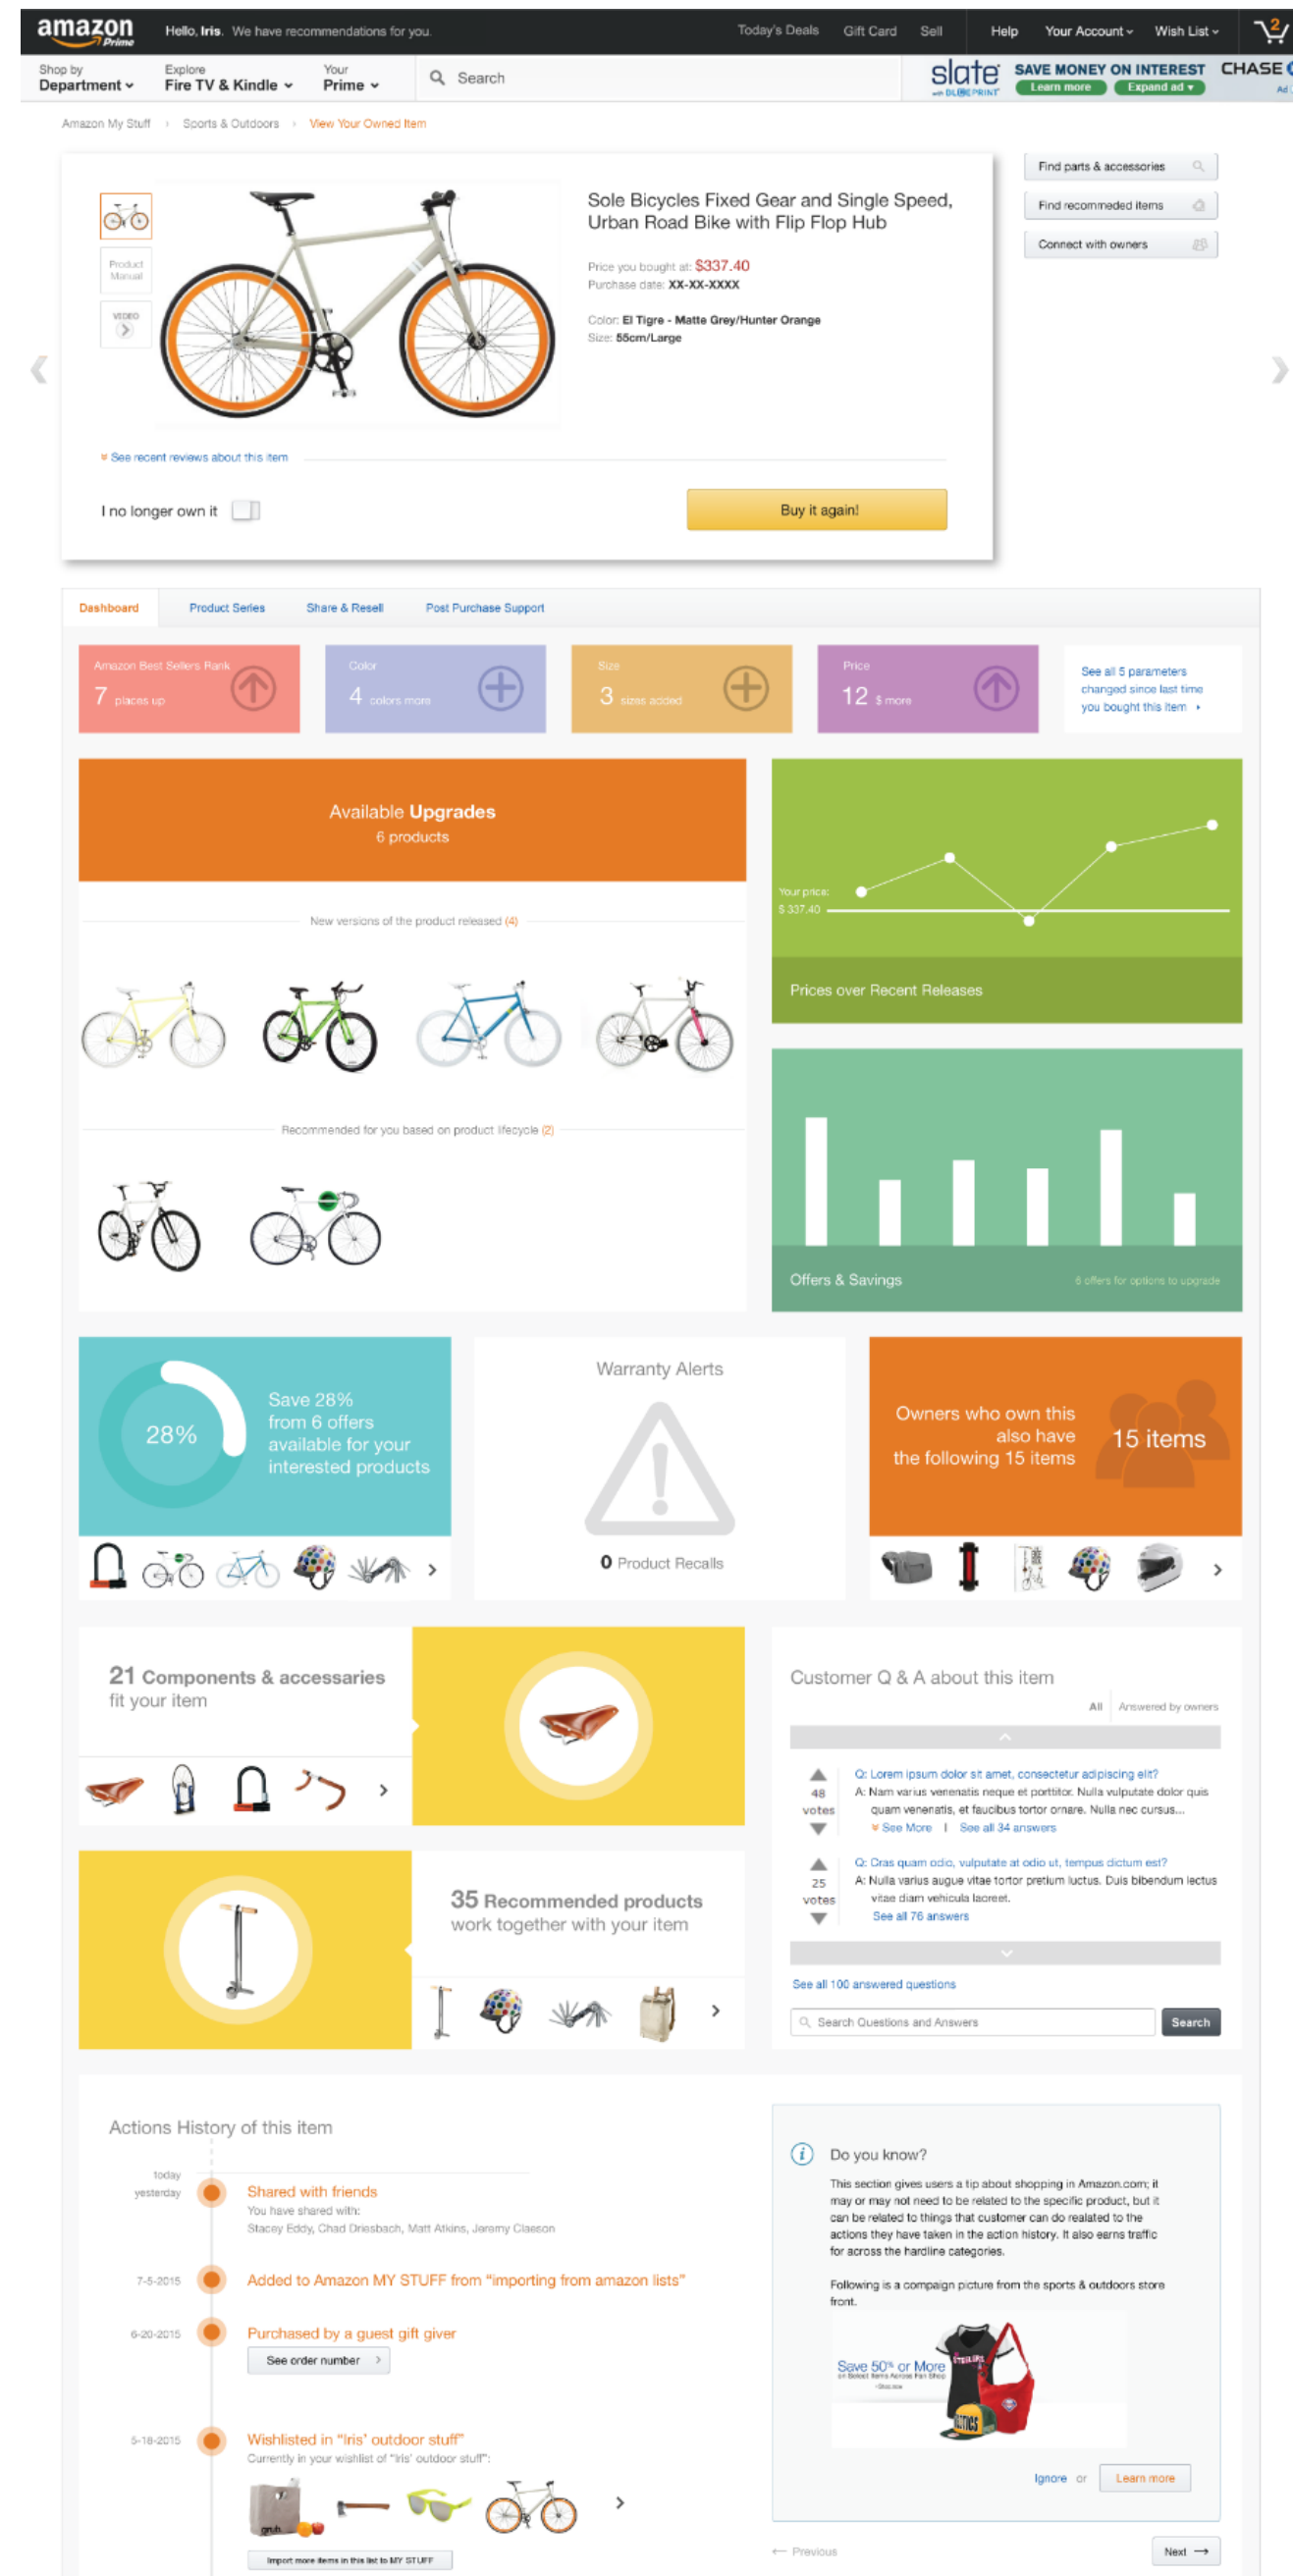 amazon
Prime
Hello, Iris. We have recommendations for you.
Today's Deals
Gift Card
Sell
Help
Your Account
Wish List
2
Shop by
Department
Explore
Fire TV & Kindle
Your
Prime
Search
slate
with BLUEPRINT
SAVE MONEY ON INTEREST
Learn more
Expand ad
CHASE
Ad
Amazon My Stuff
Sports & Outdoors
View Your Owned Item
Product
Manual
VIDEO
Sole Bicycles Fixed Gear and Single Speed,
Urban Road Bike with Flip Flop Hub
Price you bought at: $337.40
Purchase date: XX-XX-XXXX
Color: El Tigre - Matte Grey/Hunter Orange
Size: 55cm/Large
Find parts & accessories
Find recommeded items
Connect with owners
See recent reviews about this item
I no longer own it
Buy it again!
Dashboard
Product Series
Share & Resell
Post Purchase Support
Amazon Best Sellers Rank
7 places up
Color
4 colors more
Size
3 sizes added
Price
12 $ more
See all 5 parameters
changed since last time
you bought this item
Available Upgrades
6 products
New versions of the product released (4)
Recommended for you based on product lifecycle (2)
Your price:
$ 337.40
Prices over Recent Releases
Offers & Savings
6 offers for options to upgrade
28%
Save 28%
from 6 offers
available for your
interested products
Warranty Alerts
0 Product Recalls
Owners who own this
also have
the following 15 items
15 items
21 Components & accessaries
fit your item
35 Recommended products
work together with your item
Customer Q & A about this item
All
Answered by owners
48
votes
Q: Lorem ipsum dolor sit amet, consectetur adipiscing elit?
A: Nam varius venenatis neque et porttitor. Nulla vulputate dolor quis
quam venenatis, et faucibus tortor ornare. Nulla nec cursus...
See More | See all 34 answers
25
votes
Q: Cras quam odio, vulputate at odio ut, tempus dictum est?
A: Nulla varius augue vitae tortor pretium luctus. Duis bibendum lectus
vitae diam vehicula laoreet.
See all 76 answers
See all 100 answered questions
Search Questions and Answers
Search
Actions History of this item
today
yesterday
Shared with friends
You have shared with:
Stacey Eddy, Chad Driesbach, Matt Atkins, Jeremy Claeson
7-5-2015
Added to Amazon MY STUFF from "importing from amazon lists"
6-20-2015
Purchased by a guest gift giver
See order number
5-18-2015
Wishlisted in "Iris' outdoor stuff"
Currently in your wishlist of "Iris' outdoor stuff":
grub
Import more items in this list to MY STUFF
Do you know?
This section gives users a tip about shopping in Amazon.com; it
may or may not need to be related to the specific product, but it
can be related to things that customer can do realated to the
actions they have taken in the action history. It also earns traffic
for across the hardline categories.
Following is a compaign picture from the sports & outdoors store
front.
Save 50% or More
on Select Items Across Fan Shop
Ignore or
Learn more
← Previous
Next →